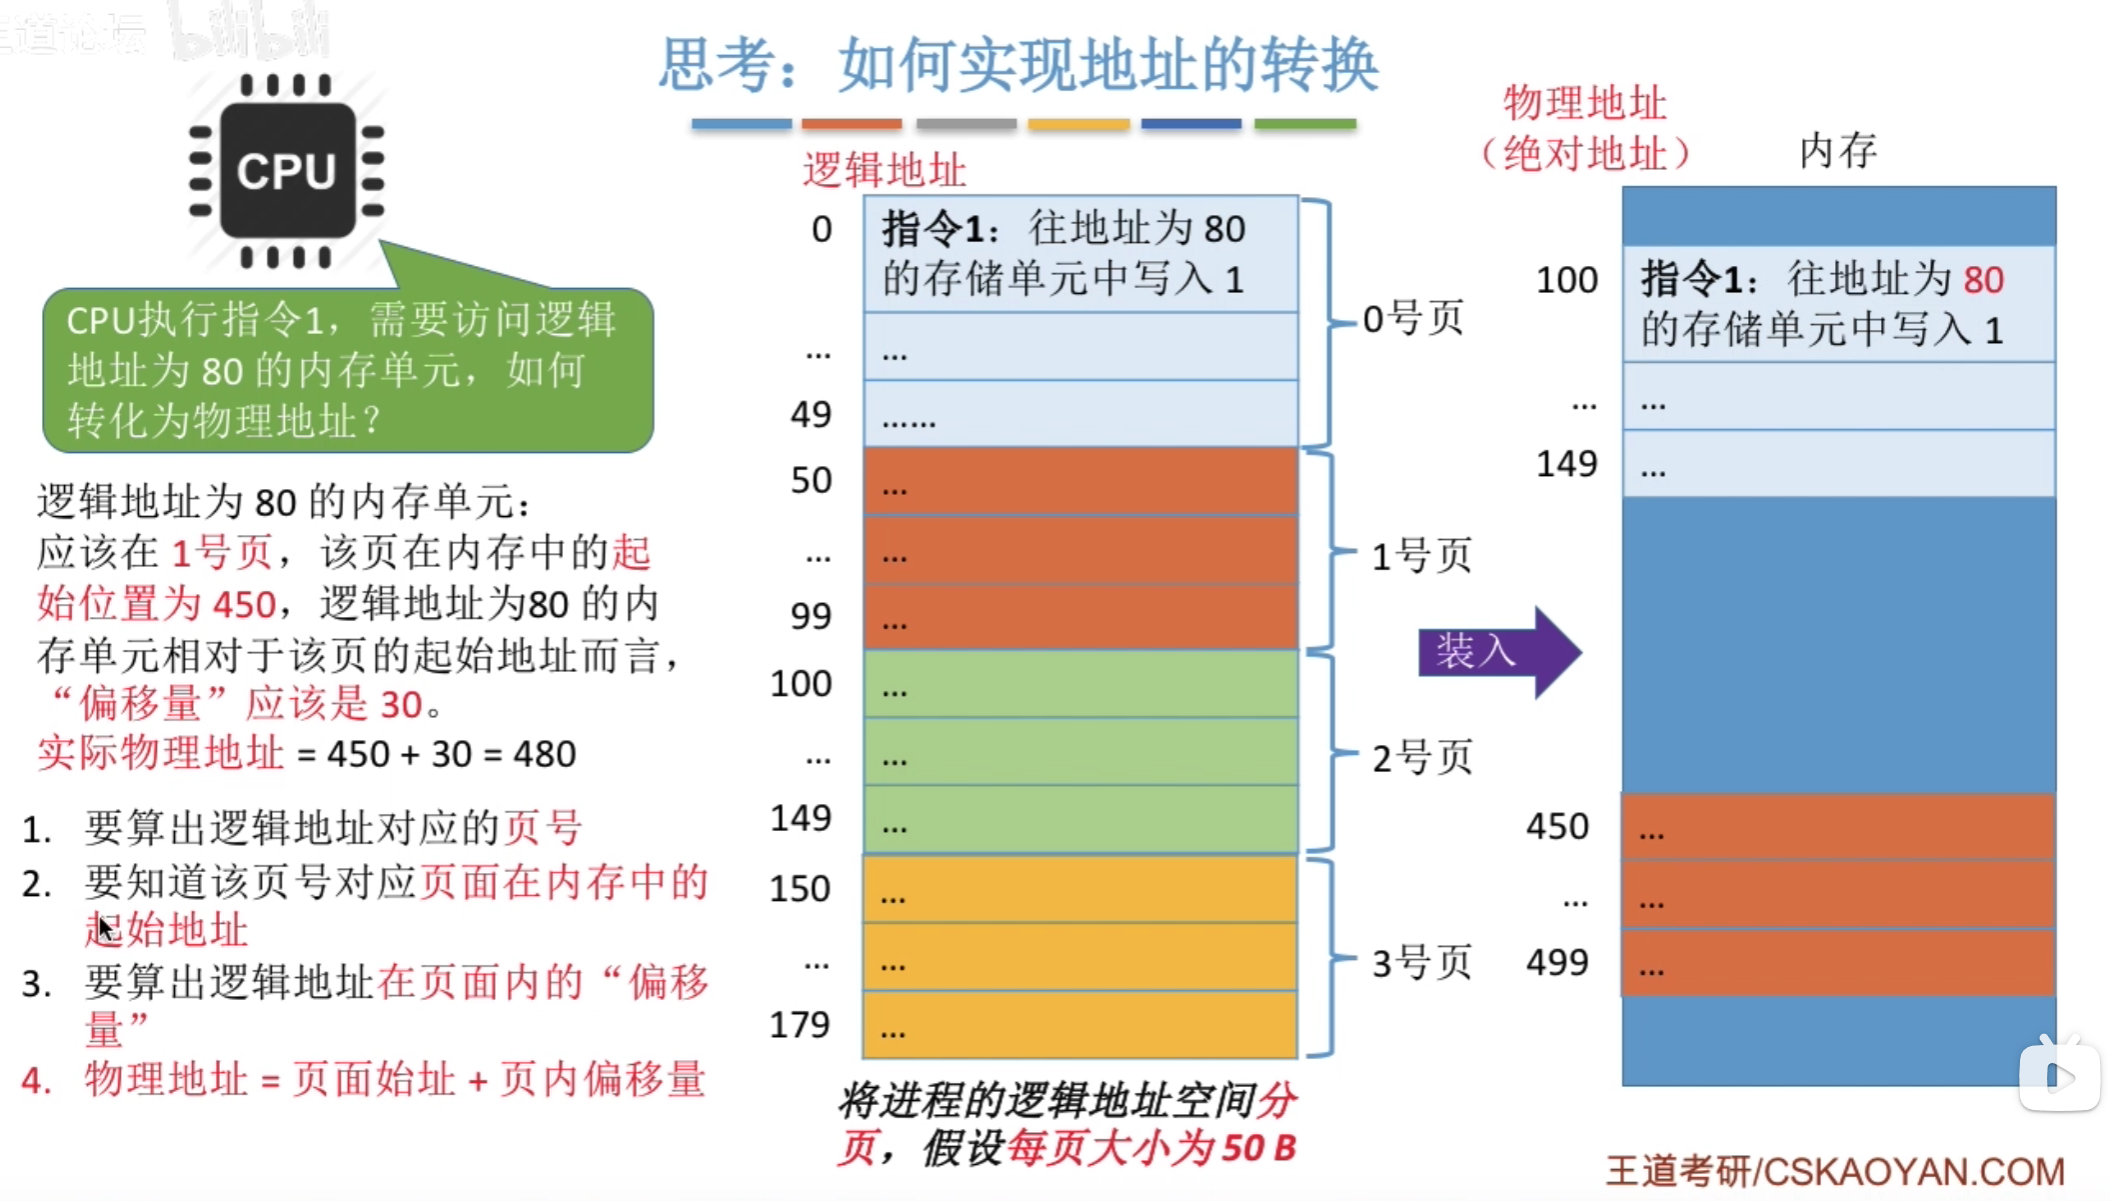 王道论坛 bilibili
思考：如何实现地址的转换
CPU
CPU执行指令1，需要访问逻辑
地址为 80 的内存单元，如何
转化为物理地址？
逻辑地址为 80 的内存单元：
应该在 1号页，该页在内存中的起
始位置为 450，逻辑地址为80 的内
存单元相对于该页的起始地址而言，
“偏移量”应该是 30。
实际物理地址 = 450 + 30 = 480
1. 要算出逻辑地址对应的页号
2. 要知道该页号对应页面在内存中的
起始地址
3. 要算出逻辑地址在页面内的“偏移
量”
4. 物理地址 = 页面始址 + 页内偏移量
逻辑地址
0 指令1：往地址为 80
的存储单元中写入 1
... ...
49 ......
0号页
50 ...
... ...
99 ...
1号页
100 ...
... ...
149 ...
2号页
150 ...
... ...
179 ...
3号页
将进程的逻辑地址空间分
页，假设每页大小为 50 B
装入
物理地址
（绝对地址）
内存
100 指令1：往地址为 80
的存储单元中写入 1
... ...
149 ...
450 ...
... ...
499 ...
王道考研/CSKAOYAN.COM